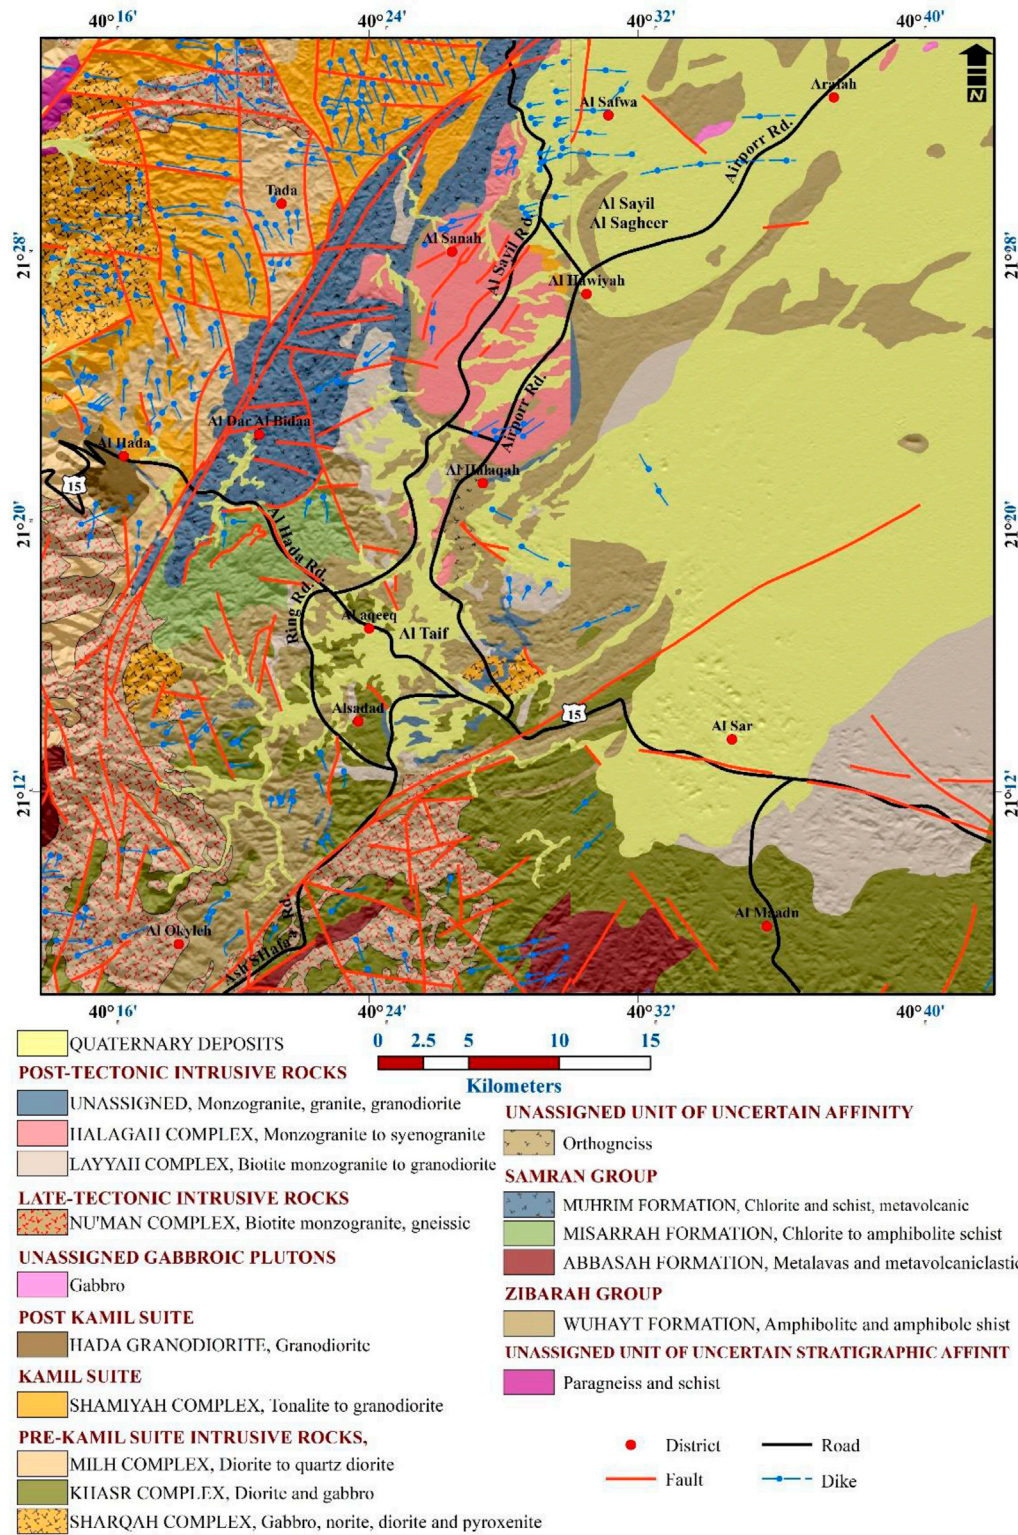 40°16' 40°24' 40°32' 40°40'
N
Arafah
Al Safwa
Airporr Rd.
Tada
Al Sayil
Al Sagheer
21°28' 21°28'
Al Sanah
Al Sayil Rd.
Al Hawiyah
Airporr Rd.
Al Dar Al Bidaa
Al Hada
15
Al Halaqah
21°20' 21°20'
Al Hada Rd.
Ring Rd.
Al aqeeq
Al Taif
Alsadad
15
Al Sar
21°12' 21°12'
Al Maadn
Al Okyleh
Ash SHafa a Rd
40°16' 40°24' 40°32' 40°40'
QUATERNARY DEPOSITS
0 2.5 5 10 15
Kilometers
POST-TECTONIC INTRUSIVE ROCKS
UNASSIGNED, Monzogranite, granite, granodiorite
HALAGAH COMPLEX, Monzogranite to syenogranite
LAYYAH COMPLEX, Biotite monzogranite to granodiorite
LATE-TECTONIC INTRUSIVE ROCKS
NU'MAN COMPLEX, Biotite monzogranite, gneissic
UNASSIGNED GABBROIC PLUTONS
Gabbro
POST KAMIL SUITE
HADA GRANODIORITE, Granodiorite
KAMIL SUITE
SHAMIYAH COMPLEX, Tonalite to granodiorite
PRE-KAMIL SUITE INTRUSIVE ROCKS,
MILH COMPLEX, Diorite to quartz diorite
KHASR COMPLEX, Diorite and gabbro
SHARQAH COMPLEX, Gabbro, norite, diorite and pyroxenite
UNASSIGNED UNIT OF UNCERTAIN AFFINITY
Orthogneiss
SAMRAN GROUP
MUHRIM FORMATION, Chlorite and schist, metavolcanic
MISARRAH FORMATION, Chlorite to amphibolite schist
ABBASAH FORMATION, Metalavas and metavolcaniclastic
ZIBARAH GROUP
WUHAYT FORMATION, Amphibolite and amphibole shist
UNASSIGNED UNIT OF UNCERTAIN STRATIGRAPHIC AFFINIT
Paragneiss and schist
District Road
Fault Dike